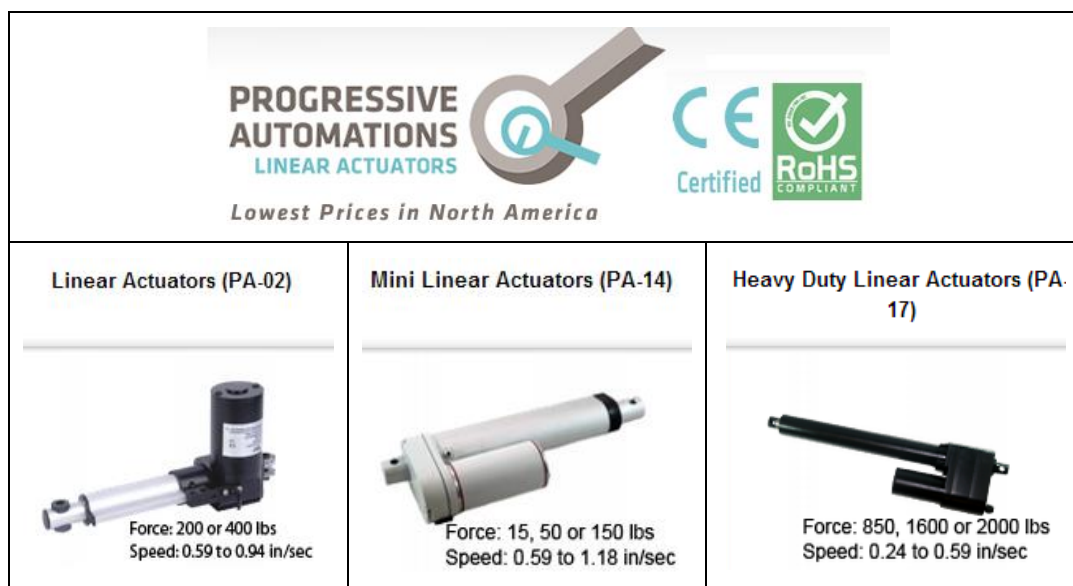 PROGRESSIVE
AUTOMATIONS
LINEAR ACTUATORS
Lowest Prices in North America
CE
Certified
RoHS
COMPLIANT
Linear Actuators (PA-02)
Force: 200 or 400 lbs
Speed: 0.59 to 0.94 in/sec
Mini Linear Actuators (PA-14)
Force: 15, 50 or 150 lbs
Speed: 0.59 to 1.18 in/sec
Heavy Duty Linear Actuators (PA-
17)
Force: 850, 1600 or 2000 lbs
Speed: 0.24 to 0.59 in/sec